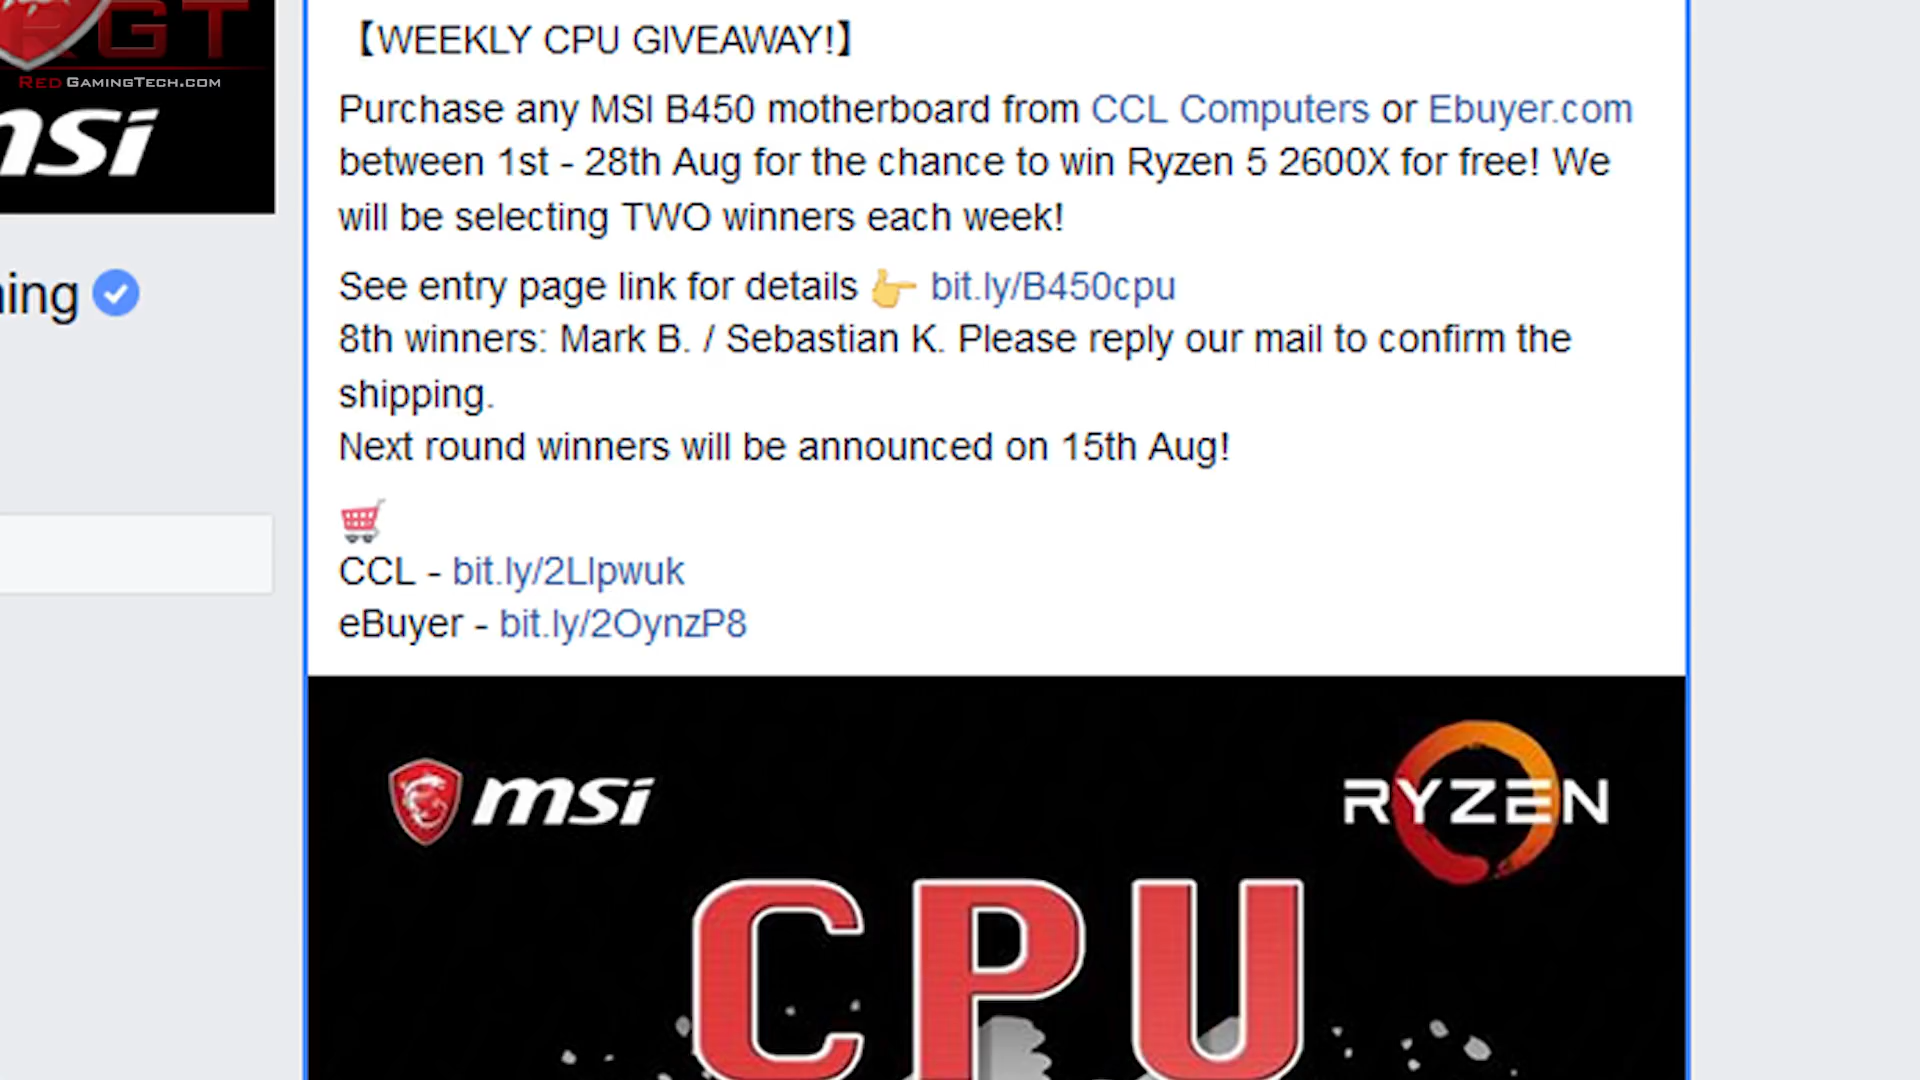 RGT
RED GAMINGTECH.COM
msi
ing
【WEEKLY CPU GIVEAWAY!】
Purchase any MSI B450 motherboard from CCL Computers or Ebuyer.com
between 1st - 28th Aug for the chance to win Ryzen 5 2600X for free! We
will be selecting TWO winners each week!
See entry page link for details 👉 bit.ly/B450cpu
8th winners: Mark B. / Sebastian K. Please reply our mail to confirm the
shipping.
Next round winners will be announced on 15th Aug!
🛒
CCL - bit.ly/2Llpwuk
eBuyer - bit.ly/2OynzP8
msi
RYZEN
CPU